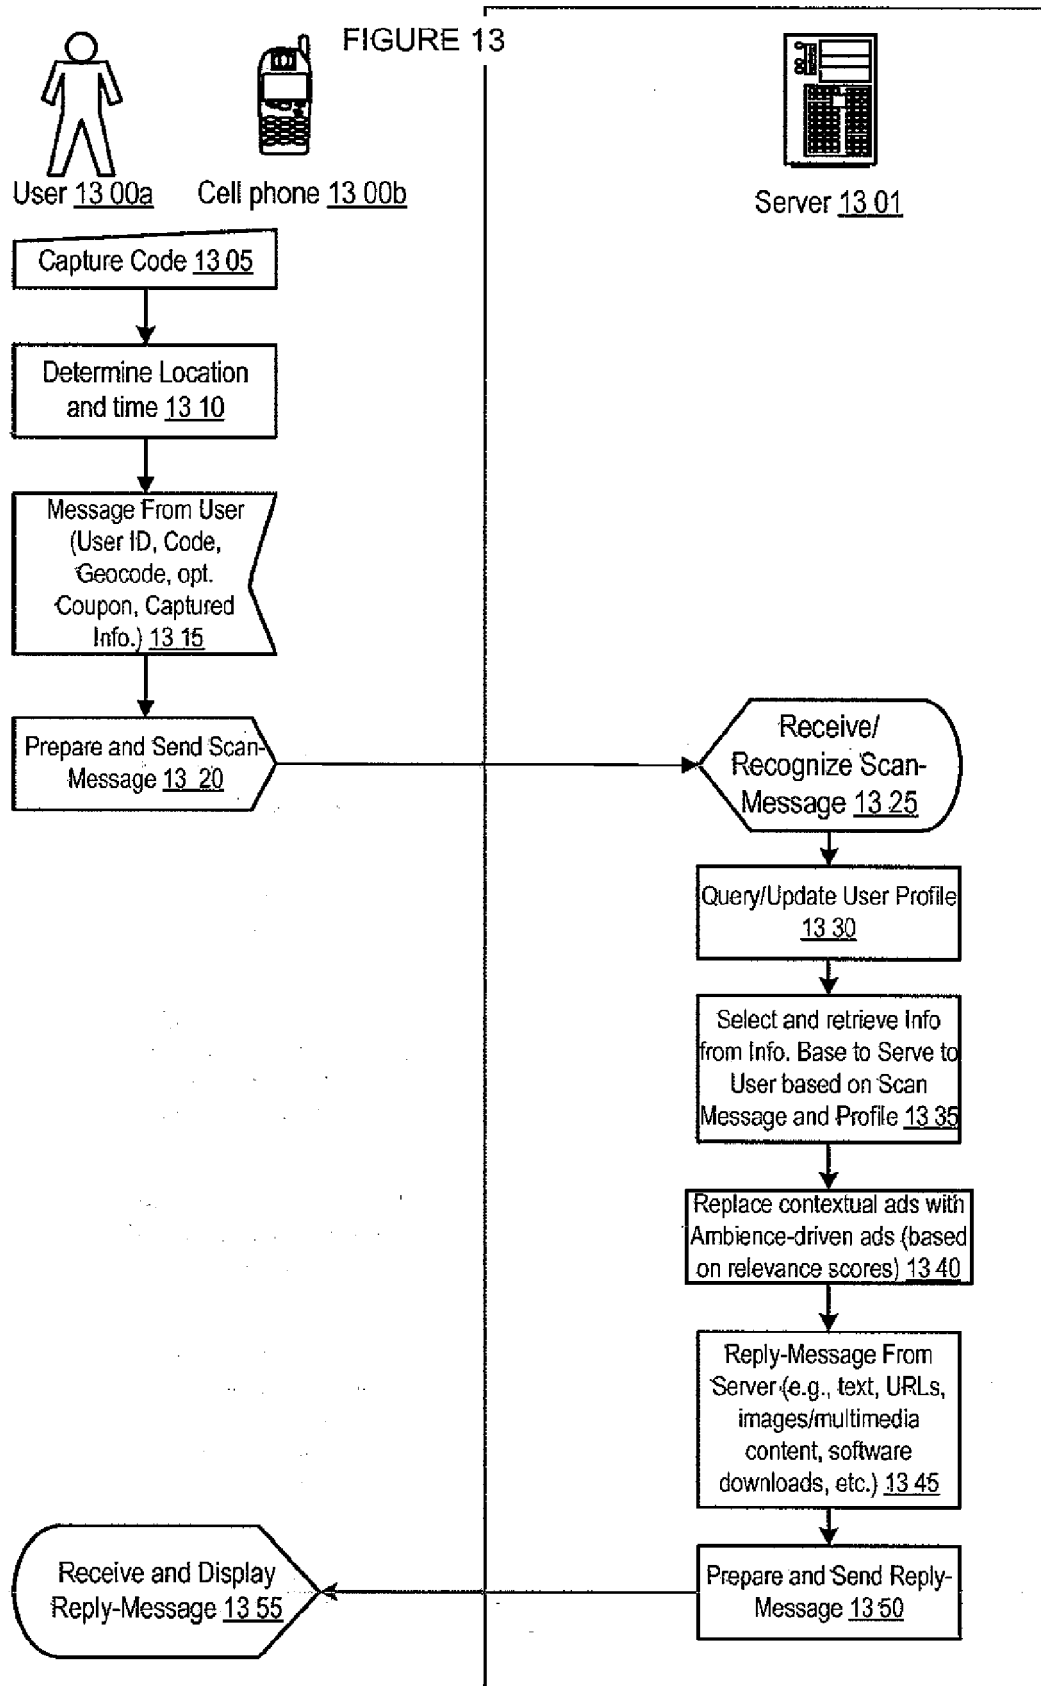 FIGURE 13
User 13 00a
Cell phone 13 00b
Server 13 01
Capture Code 13 05
Determine Location
and time 13 10
Message From User
(User ID, Code,
Geocode, opt.
Coupon, Captured
Info.) 13 15
Prepare and Send Scan-
Message 13 20
Receive/
Recognize Scan-
Message 13 25
Query/Update User Profile
13 30
Select and retrieve Info
from Info. Base to Serve to
User based on Scan
Message and Profile 13 35
Replace contextual ads with
Ambience-driven ads (based
on relevance scores) 13 40
Reply-Message From
Server (e.g., text, URLs,
images/multimedia
content, software
downloads, etc.) 13 45
Prepare and Send Reply-
Message 13 50
Receive and Display
Reply-Message 13 55